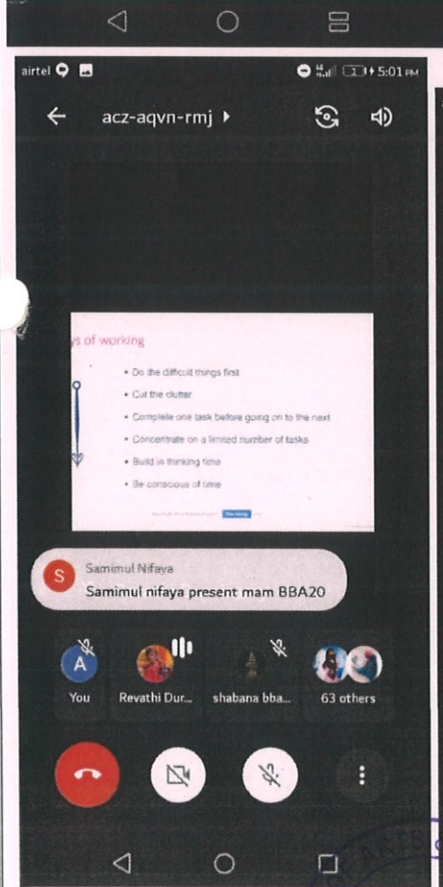 airtel
5:01 PM
acz-aqvn-rmj
ys of working
• Do the difficult things first
• Cut the clutter
• Complete one task before going on to the next
• Concentrate on a limited number of tasks
• Build in thinking time
• Be conscious of time
S
Samimul Nifaya
Samimul nifaya present mam BBA20
A
You
Revathi Dur...
shabana bba...
63 others
ARTS